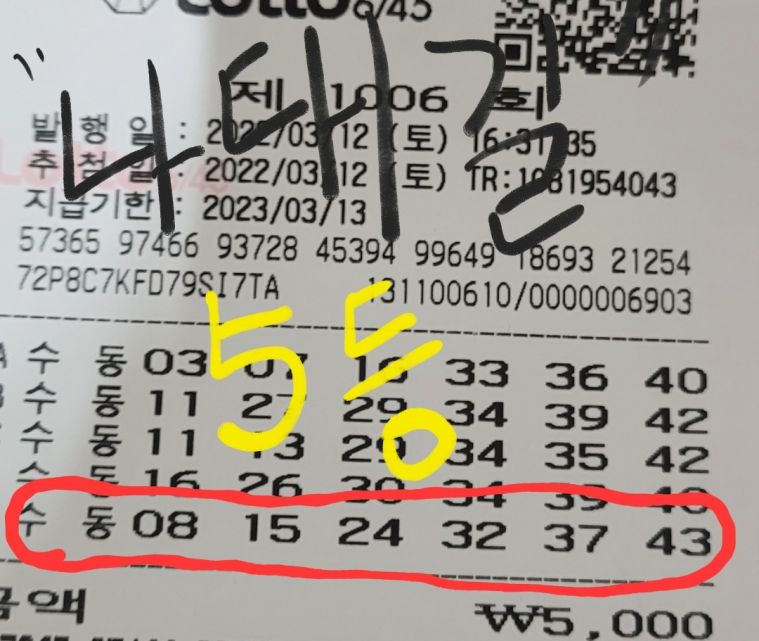 Lotto 6/45
"나태길"
제 1006 회
발 행 일 : 2022/03/12 (토) 16:31:35
추 첨 일 : 2022/03/12 (토) TR:1081954043
지급기한 : 2023/03/13
57365 97466 93728 45394 99649 18693 21254
72P8C7KFD79SI7TA 131100610/0000006903
5등
A 수 동 03 07 16 33 36 40
B 수 동 11 27 29 34 39 42
수 동 11 13 29 34 35 42
수 동 16 26 30 34 39 40
수 동 08 15 24 32 37 43
금액 ₩5,000